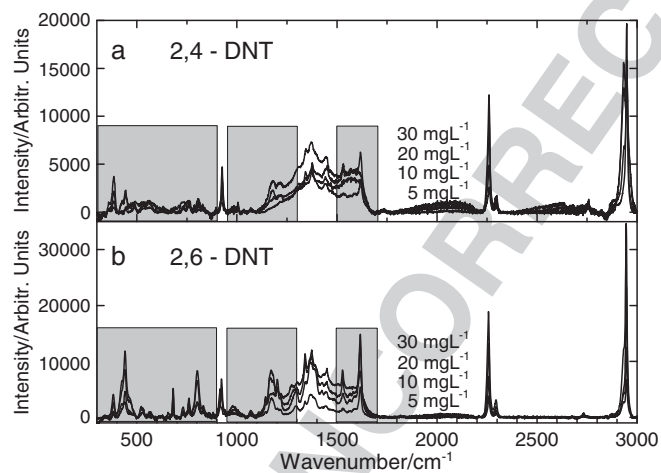 20000
15000
10000
5000
0
Intensity/Arbitr. Units
a 2,4 - DNT
30 mgL-1
20 mgL-1
10 mgL-1
5 mgL-1
30000
20000
10000
0
Intensity/Arbitr. Units
b 2,6 - DNT
30 mgL-1
20 mgL-1
10 mgL-1
5 mgL-1
500 1000 1500 2000 2500 3000
Wavenumber/cm-1
NCORREC